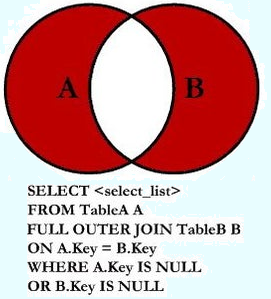 A B
SELECT <select_list>
FROM TableA A
FULL OUTER JOIN TableB B
ON A.Key = B.Key
WHERE A.Key IS NULL
OR B.Key IS NULL